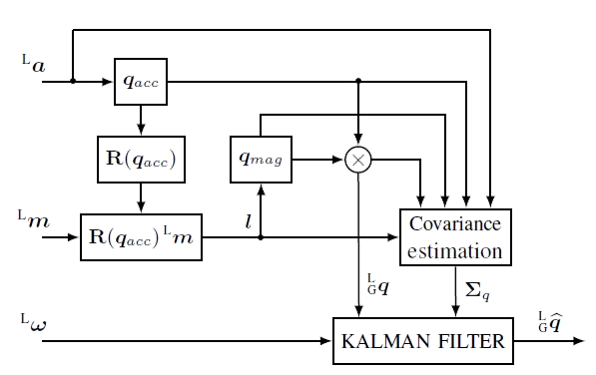 ᴸa
q_acc
R(q_acc)
q_mag
×
ᴸm
R(q_acc)ᴸm
l
Covariance
estimation
ᴸ_G q
Σ_q
ᴸω
KALMAN FILTER
ᴸ_G q̂